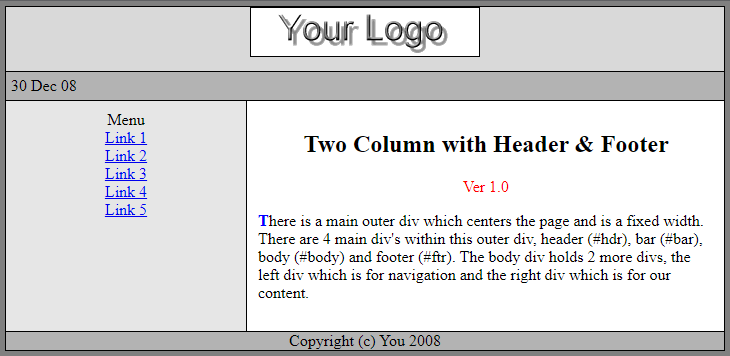 Your Logo
30 Dec 08
Menu
Link 1
Link 2
Link 3
Link 4
Link 5
Two Column with Header & Footer
Ver 1.0
There is a main outer div which centers the page and is a fixed width.
There are 4 main div's within this outer div, header (#hdr), bar (#bar),
body (#body) and footer (#ftr). The body div holds 2 more divs, the
left div which is for navigation and the right div which is for our
content.
Copyright (c) You 2008